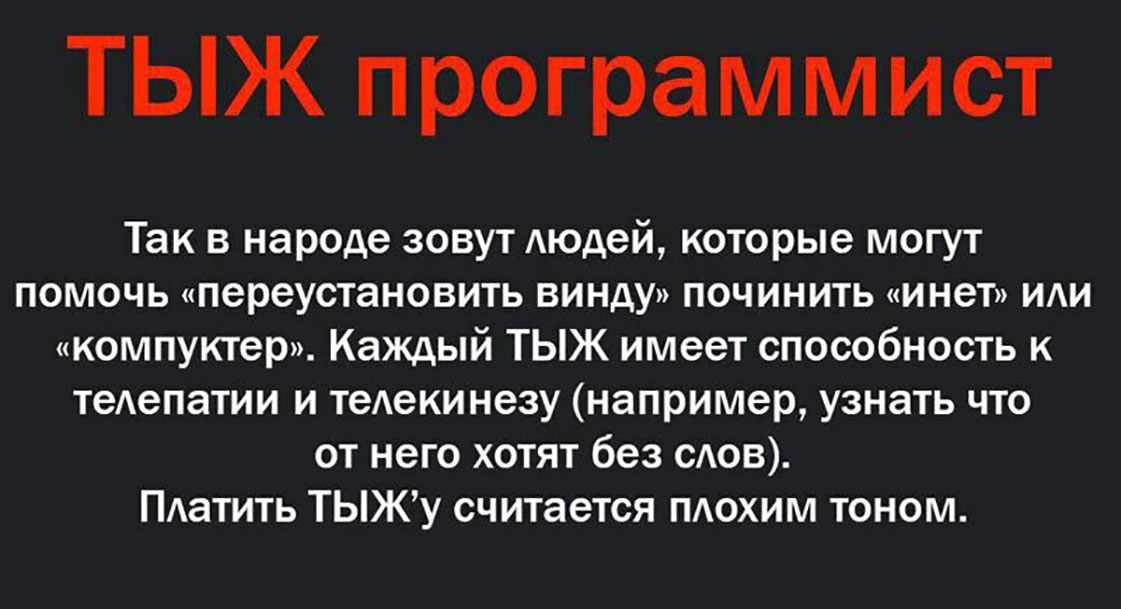 ТЫЖ программист
Так в народе зовут людей, которые могут
помочь «переустановить винду» починить «инет» или
«компуктер». Каждый ТЫЖ имеет способность к
телепатии и телекинезу (например, узнать что
от него хотят без слов).
Платить ТЫЖ’у считается плохим тоном.